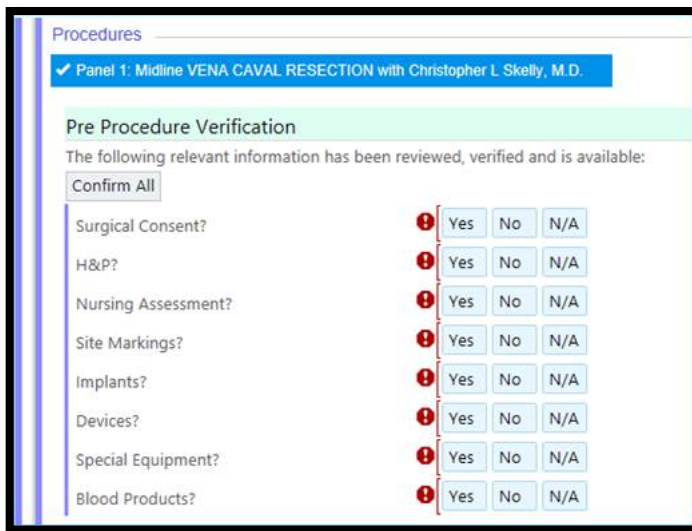 Procedures
✔ Panel 1: Midline VENA CAVAL RESECTION with Christopher L Skelly, M.D.
Pre Procedure Verification
The following relevant information has been reviewed, verified and is available:
Confirm All
Surgical Consent? Yes No N/A
H&P? Yes No N/A
Nursing Assessment? Yes No N/A
Site Markings? Yes No N/A
Implants? Yes No N/A
Devices? Yes No N/A
Special Equipment? Yes No N/A
Blood Products? Yes No N/A